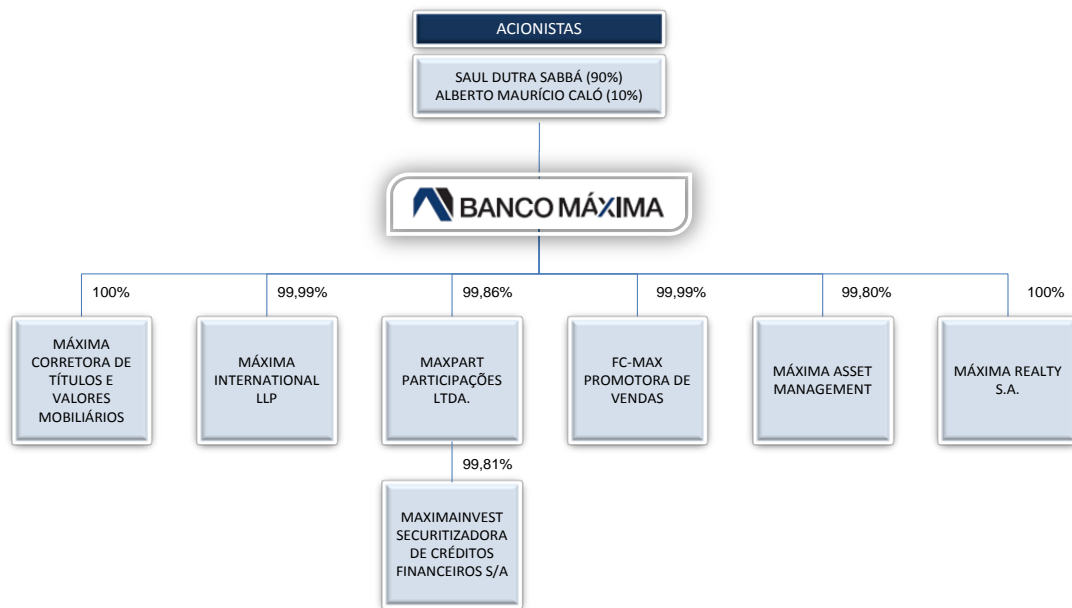 ACIONISTAS
SAUL DUTRA SABBÁ (90%)
ALBERTO MAURÍCIO CALÓ (10%)
BANCO MÁXIMA
100%
99,99%
99,86%
99,99%
99,80%
100%
MÁXIMA
CORRETORA DE
TÍTULOS E
VALORES
MOBILIÁRIOS
MÁXIMA
INTERNATIONAL
LLP
MAXPART
PARTICIPAÇÕES
LTDA.
FC-MAX
PROMOTORA DE
VENDAS
MÁXIMA ASSET
MANAGEMENT
MÁXIMA REALTY
S.A.
99,81%
MAXIMAINVEST
SECURITIZADORA
DE CRÉDITOS
FINANCEIROS S/A